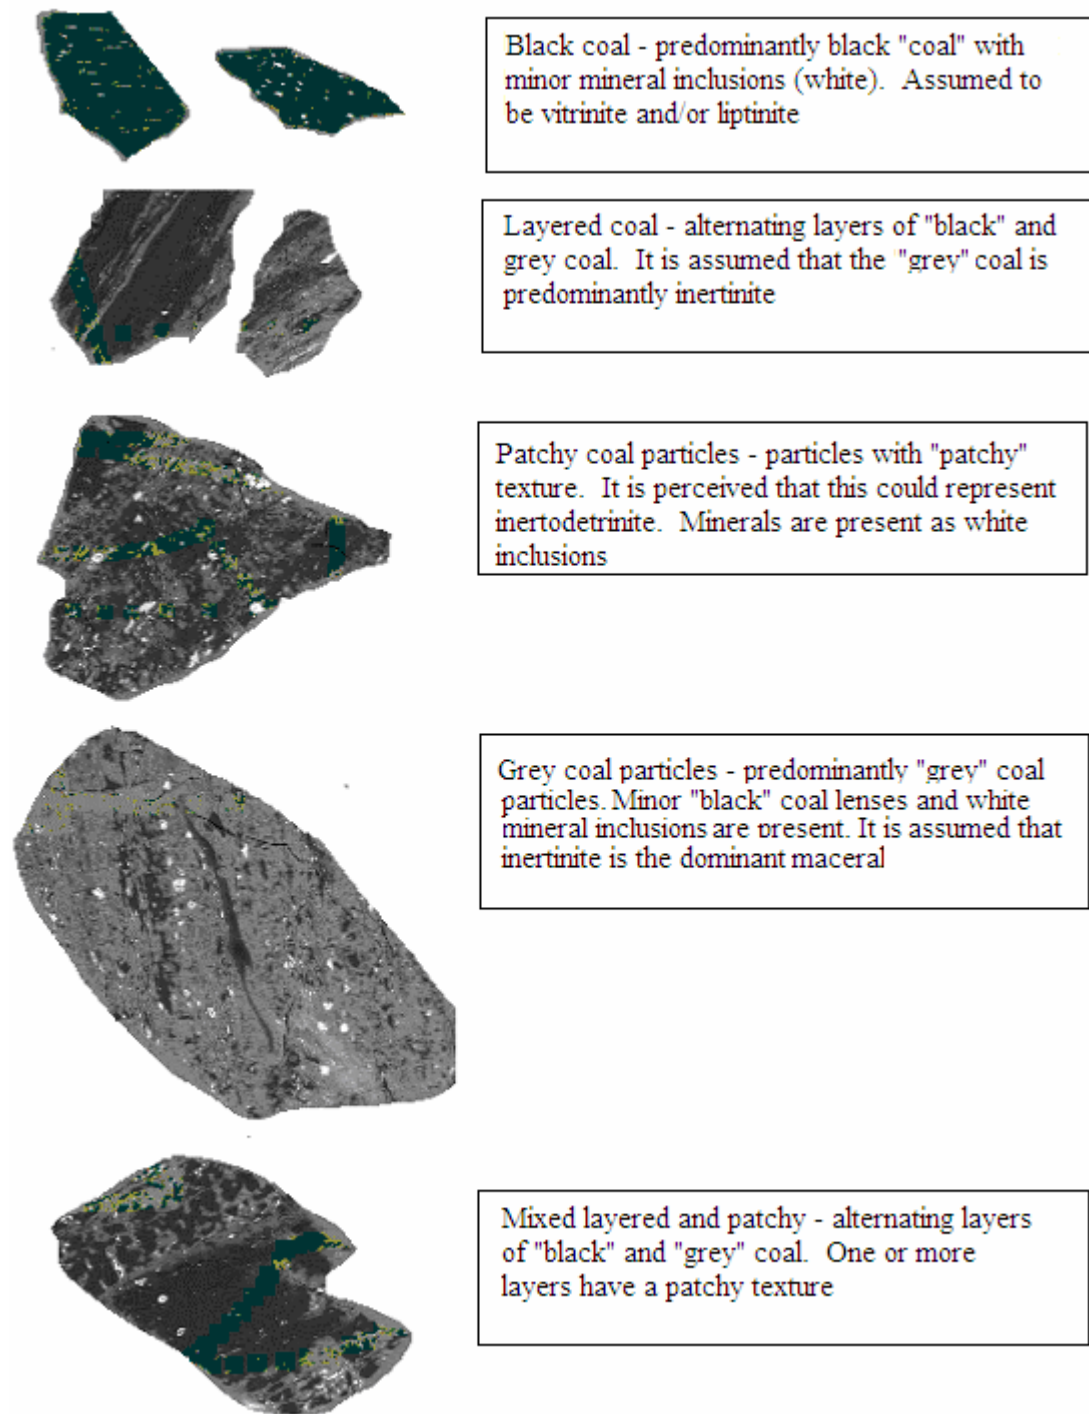 Black coal - predominantly black "coal" with
minor mineral inclusions (white).  Assumed to
be vitrinite and/or liptinite
Layered coal - alternating layers of "black" and
grey coal.  It is assumed that the "grey" coal is
predominantly inertinite
Patchy coal particles - particles with "patchy"
texture.  It is perceived that this could represent
inertodetrinite.  Minerals are present as white
inclusions
Grey coal particles - predominantly "grey" coal
particles. Minor "black" coal lenses and white
mineral inclusions are present. It is assumed that
inertinite is the dominant maceral
Mixed layered and patchy - alternating layers
of "black" and "grey" coal.  One or more
layers have a patchy texture